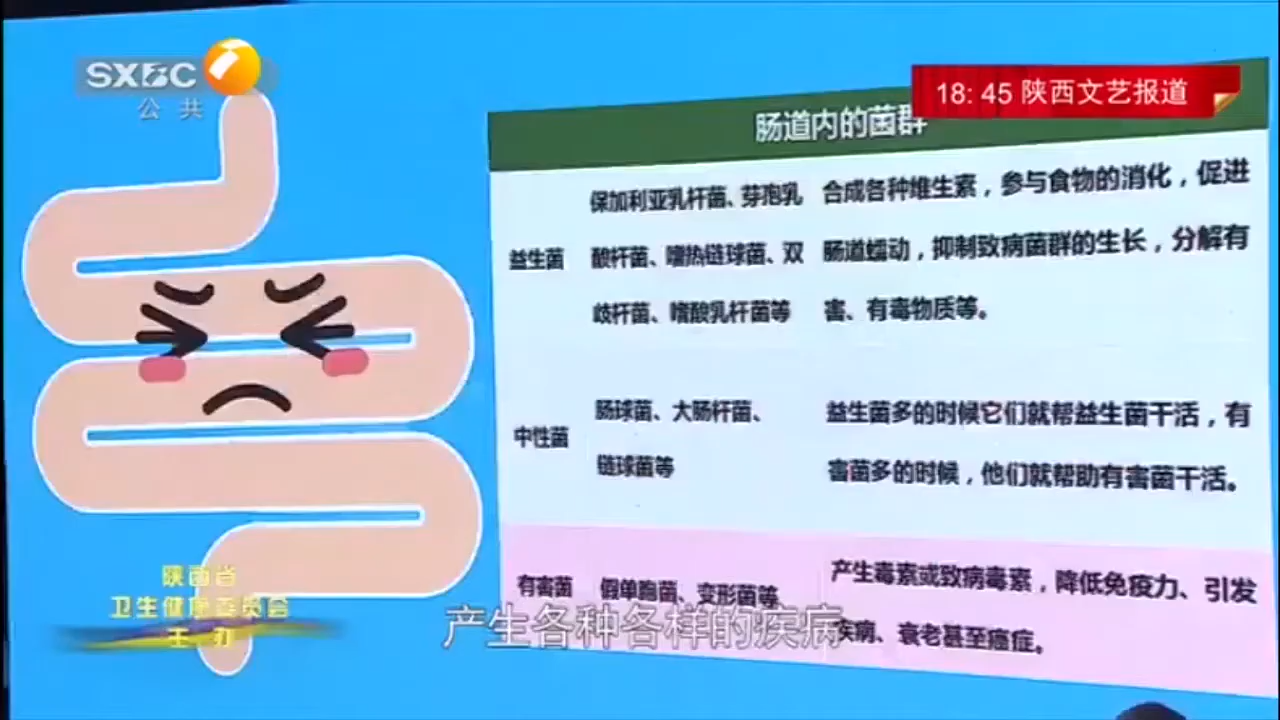 SXBC
公共
18:45 陕西文艺报道
肠道内的菌群
益生菌
保加利亚乳杆菌、芽孢乳
酸杆菌、嗜热链球菌、双
歧杆菌、嗜酸乳杆菌等
合成各种维生素，参与食物的消化，促进
肠道蠕动，抑制致病菌群的生长，分解有
害、有毒物质等。
中性菌
肠球菌、大肠杆菌、
链球菌等
益生菌多的时候它们就帮益生菌干活，有
害菌多的时候，他们就帮助有害菌干活。
有害菌
假单胞菌、变形菌等
产生毒素或致病毒素，降低免疫力、引发
疾病、衰老甚至癌症。
陕西省
卫生健康委员会
主办
产生各种各样的疾病